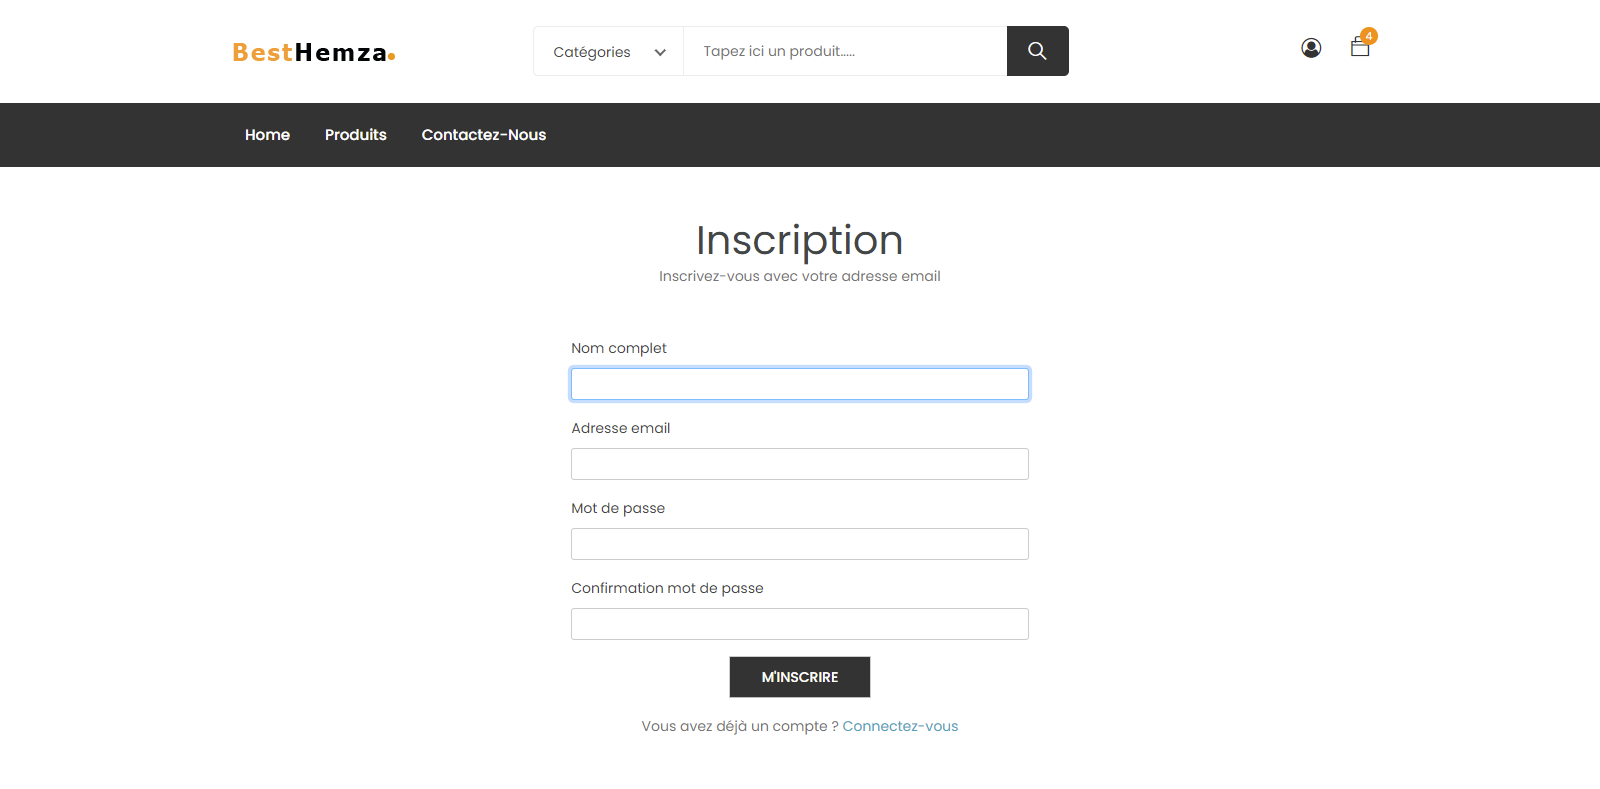 BestHemza.
Catégories
Tapez ici un produit.....
4
Home
Produits
Contactez-Nous
Inscription
Inscrivez-vous avec votre adresse email
Nom complet
Adresse email
Mot de passe
Confirmation mot de passe
M'INSCRIRE
Vous avez déjà un compte ? Connectez-vous